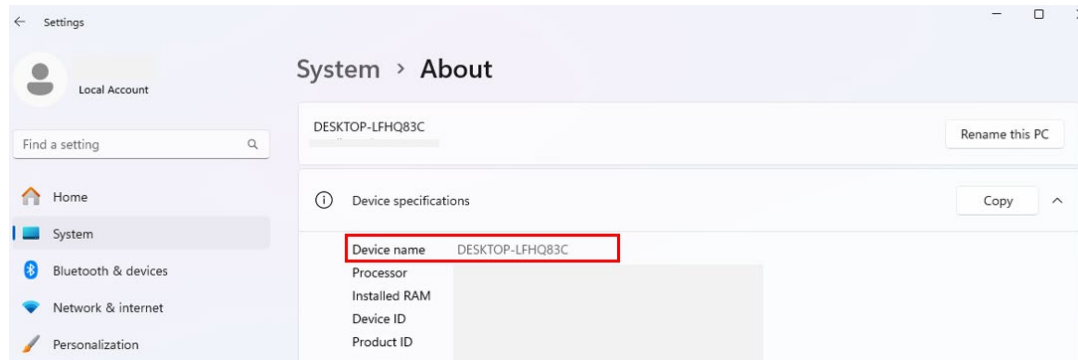 Settings
Local Account
Find a setting
Home
System
Bluetooth & devices
Network & internet
Personalization
System > About
DESKTOP-LFHQ83C
Rename this PC
Device specifications
Copy
Device name DESKTOP-LFHQ83C
Processor
Installed RAM
Device ID
Product ID